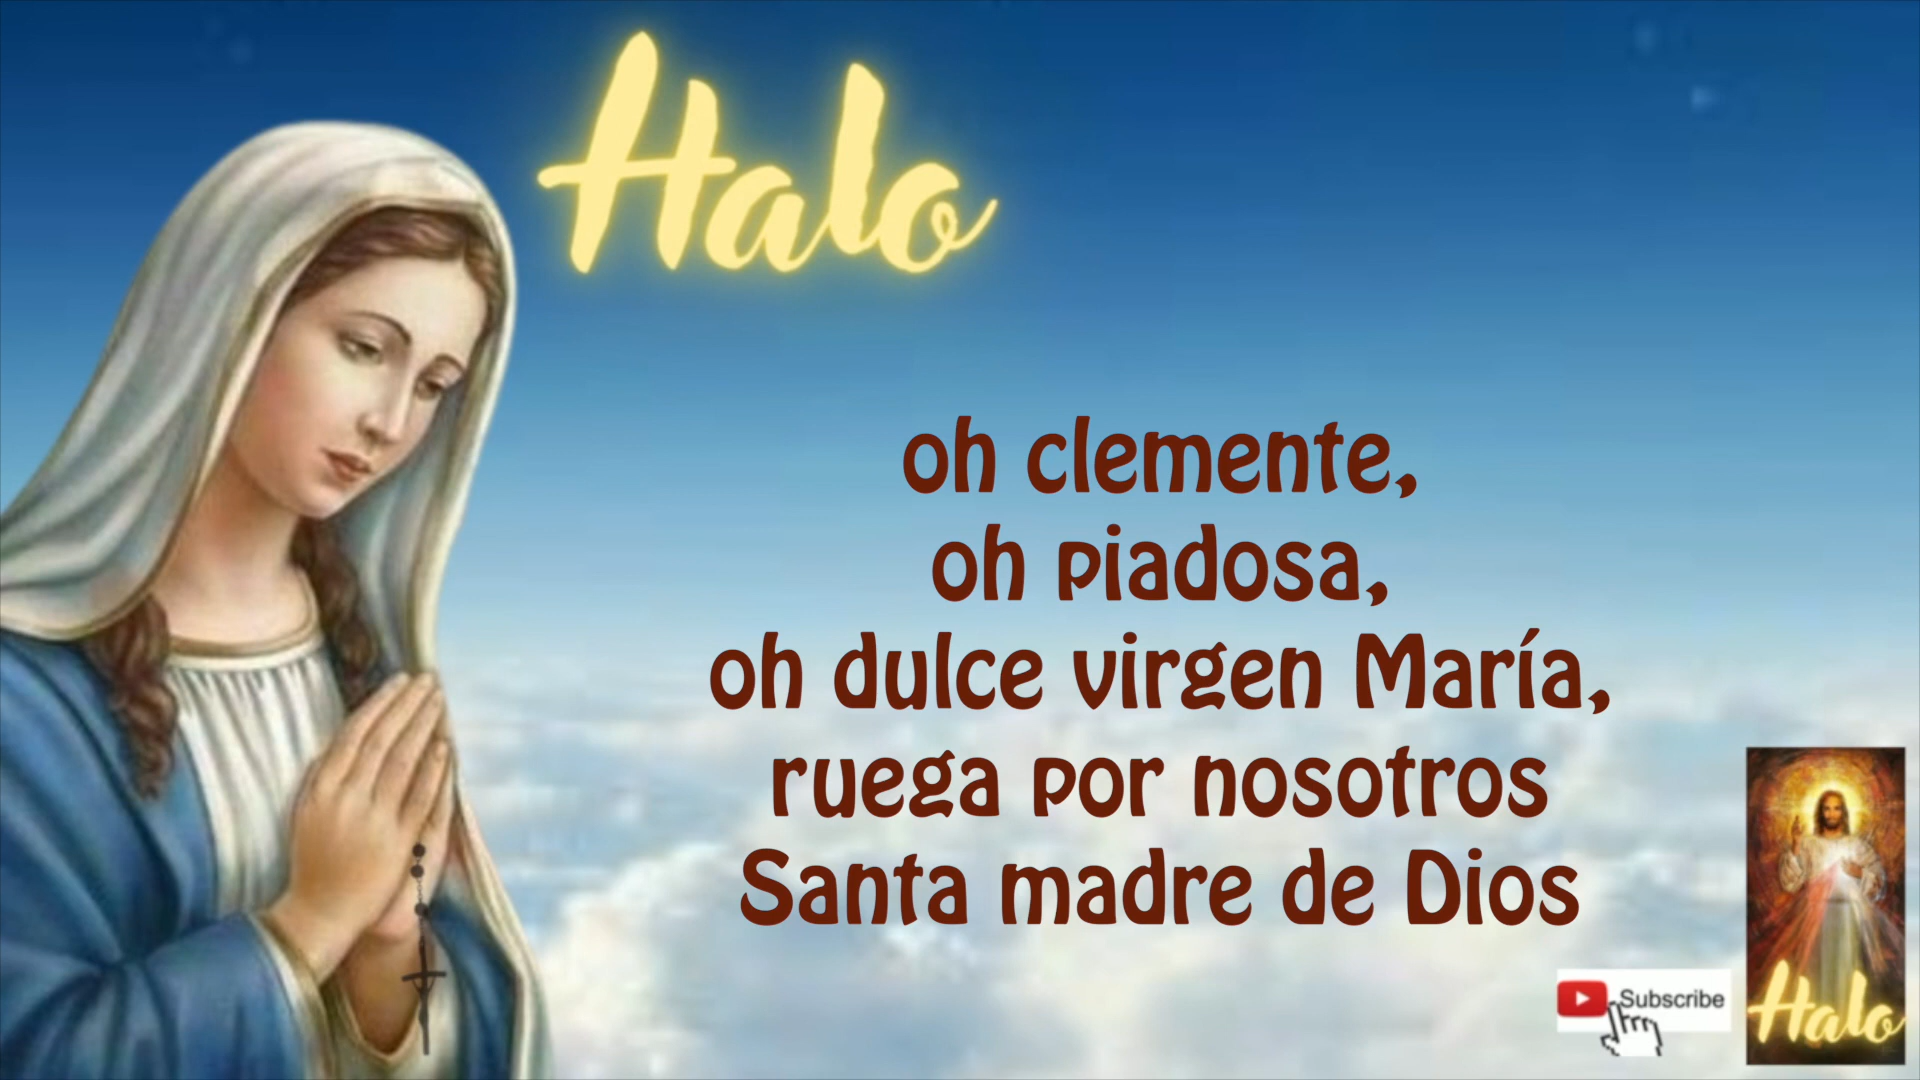 Halo
oh clemente,
oh piadosa,
oh dulce virgen María,
ruega por nosotros
Santa madre de Dios
Subscribe
Halo